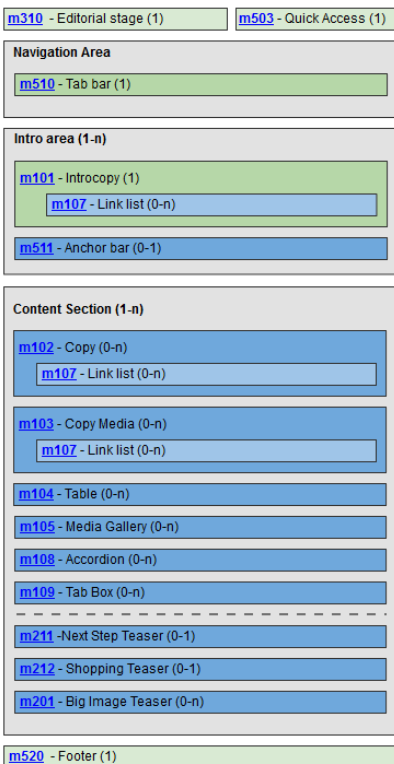 m310 - Editorial stage (1)
m503 - Quick Access (1)
Navigation Area
m510 - Tab bar (1)
Intro area (1-n)
m101 - Introcopy (1)
m107 - Link list (0-n)
m511 - Anchor bar (0-1)
Content Section (1-n)
m102 - Copy (0-n)
m107 - Link list (0-n)
m103 - Copy Media (0-n)
m107 - Link list (0-n)
m104 - Table (0-n)
m105 - Media Gallery (0-n)
m108 - Accordion (0-n)
m109 - Tab Box (0-n)
m211 -Next Step Teaser (0-1)
m212 - Shopping Teaser (0-1)
m201 - Big Image Teaser (0-n)
m520 - Footer (1)